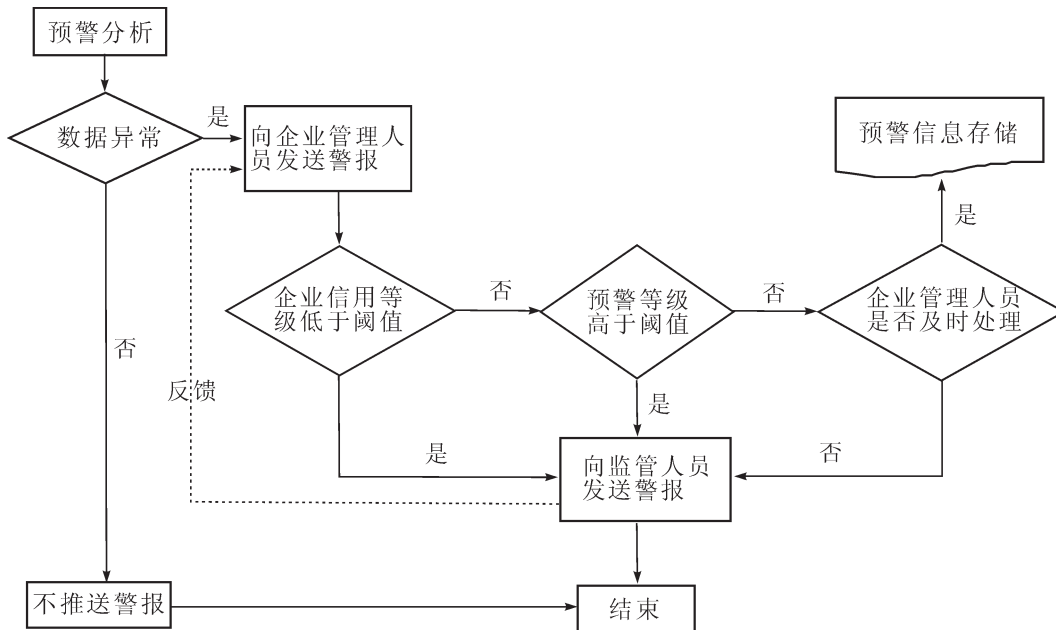 预警分析
数据异常
是
向企业管理人
员发送警报
预警信息存储
是
企业信用等
级低于阈值
否
预警等级
高于阈值
否
企业管理人员
是否及时处理
否
反馈
是
是
向监管人员
发送警报
否
不推送警报
结束